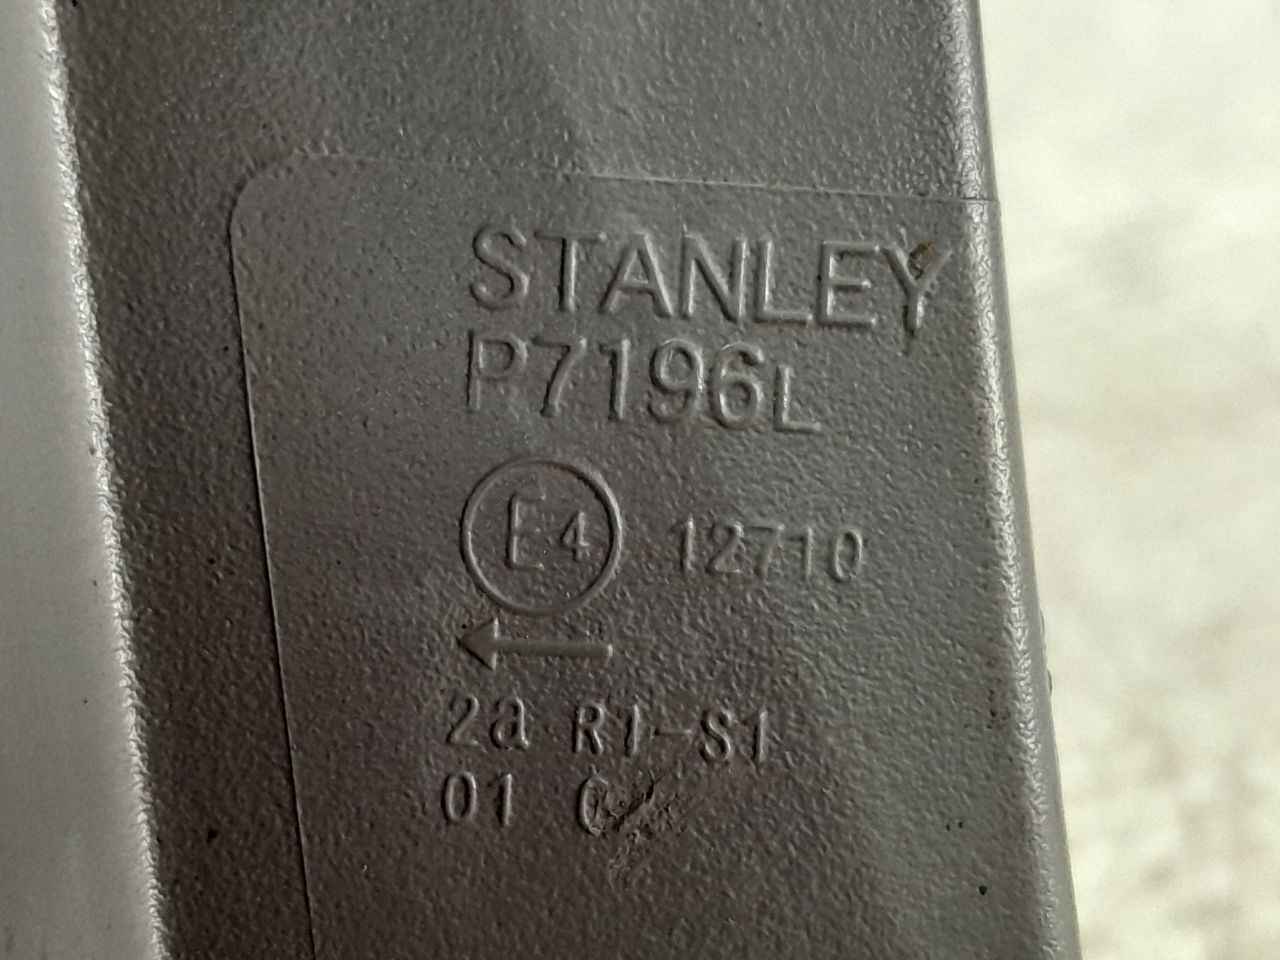 STANLEY
P7196L
E4 12710
←
2a R1-S1
01